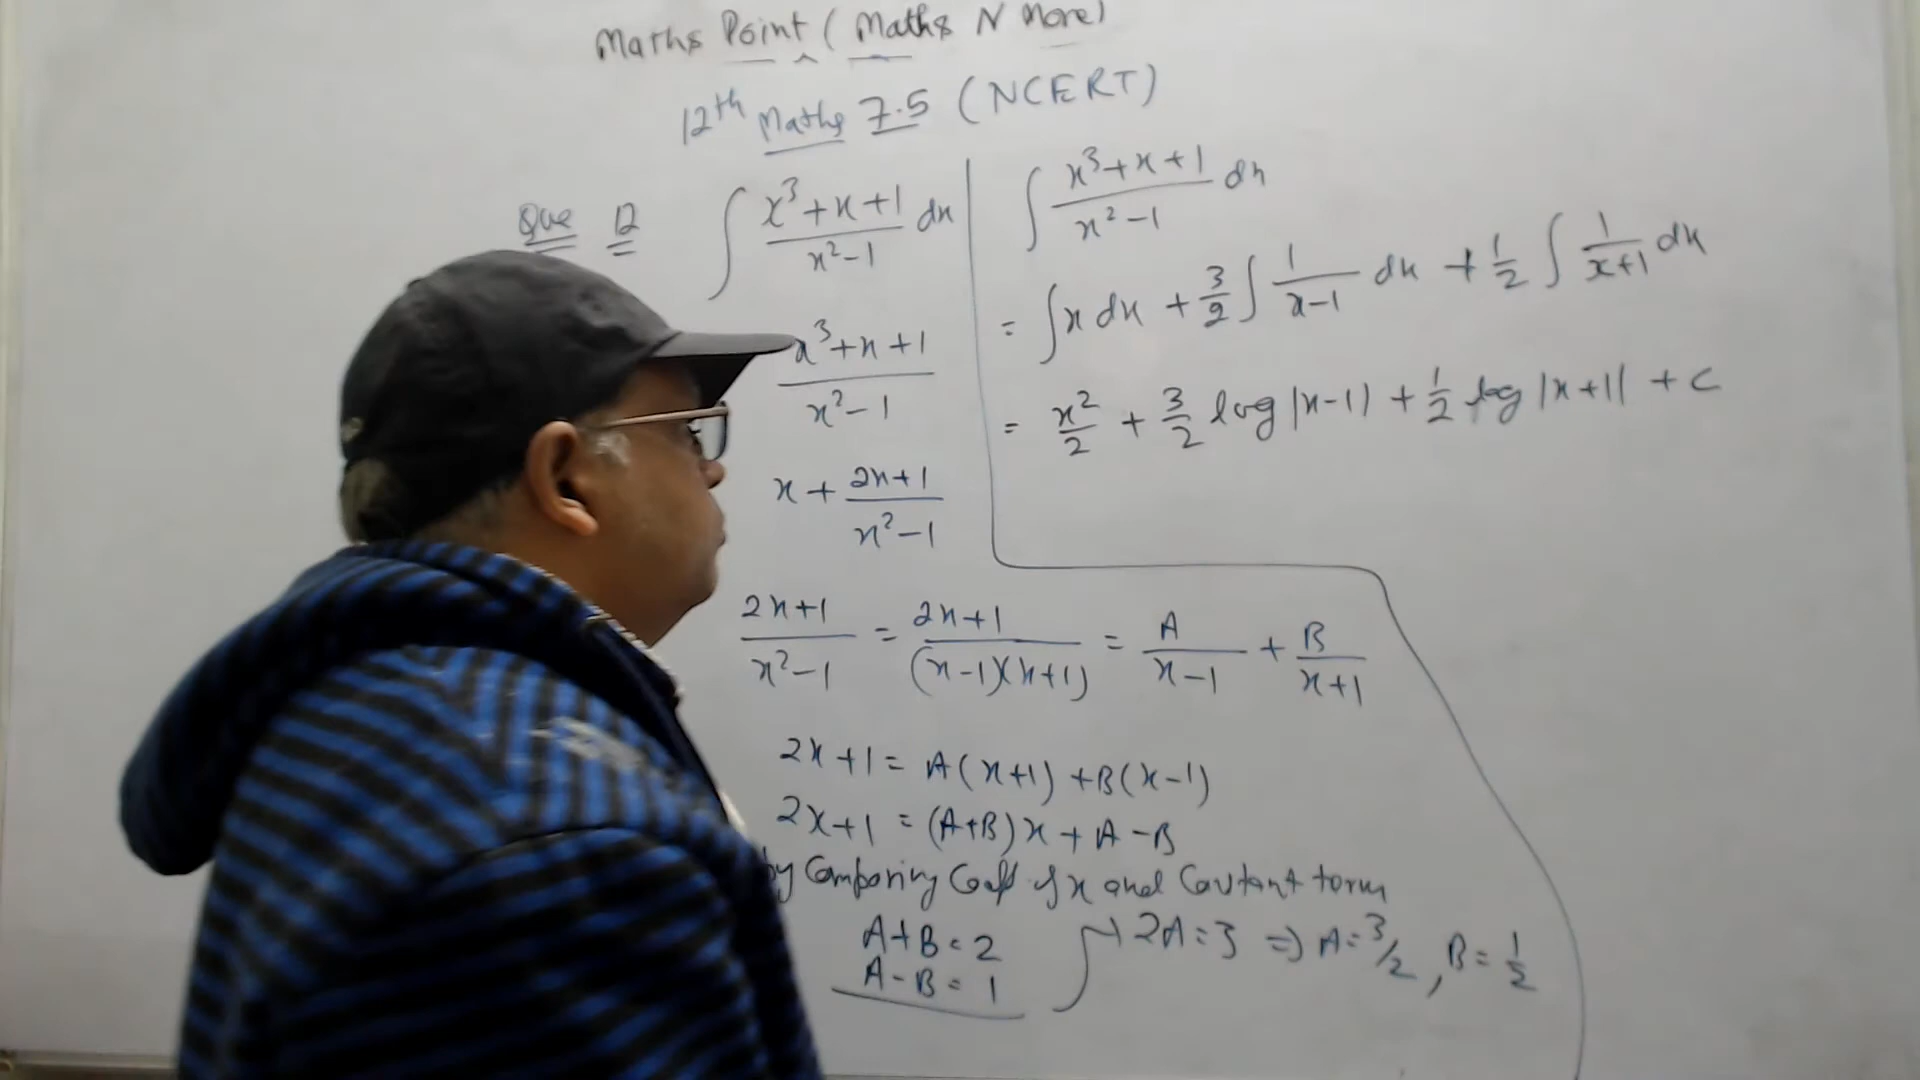 Maths Point ( Maths N More )
12th Maths 7.5 (NCERT)
Que 12 ∫ x³+x+1 / x²-1 dx
x³+x+1 / x²-1
x + 2x+1 / x²-1
2x+1 / x²-1 = 2x+1 / (x-1)(x+1) = A / x-1 + B / x+1
2x+1 = A(x+1) + B(x-1)
2x+1 = (A+B)x + A-B
by Comparing Coeff of x and Constant term
A+B = 2
A-B = 1
2A = 3 ⇒ A = 3/2 , B = 1/2
∫ x³+x+1 / x²-1 dx
= ∫ x dx + 3/2 ∫ 1 / x-1 dx + 1/2 ∫ 1 / x+1 dx
= x²/2 + 3/2 log |x-1| + 1/2 log |x+1| + C